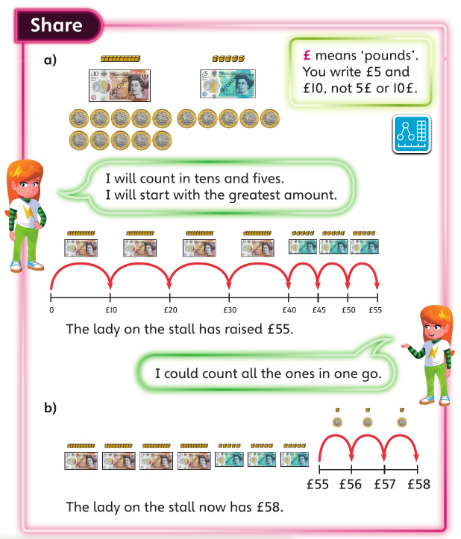 Share
a)
£ means ‘pounds’.
You write £5 and
£10, not 5£ or 10£.
I will count in tens and fives.
I will start with the greatest amount.
0 £10 £20 £30 £40 £45 £50 £55
The lady on the stall has raised £55.
I could count all the ones in one go.
b)
£55 £56 £57 £58
The lady on the stall now has £58.